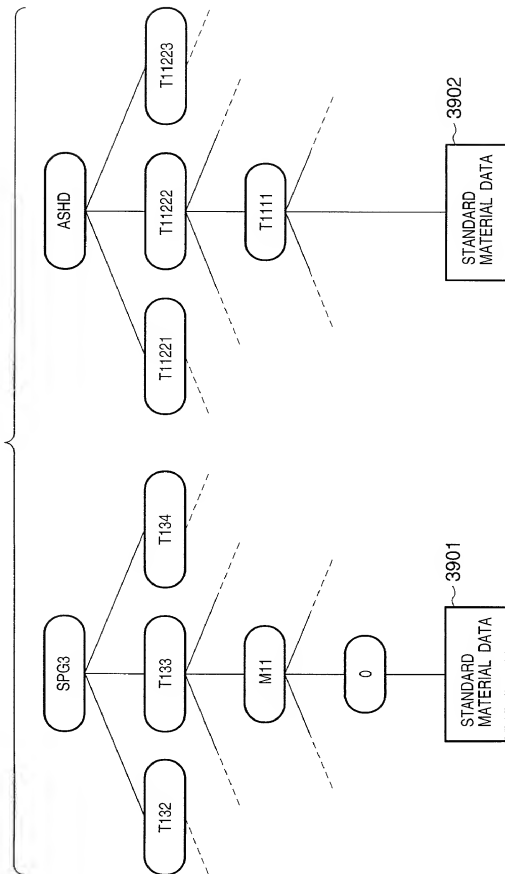 SPG3
T132
T133
T134
M11
0
STANDARD
MATERIAL DATA
3901
ASHD
T11221
T11222
T11223
T1111
STANDARD
MATERIAL DATA
3902